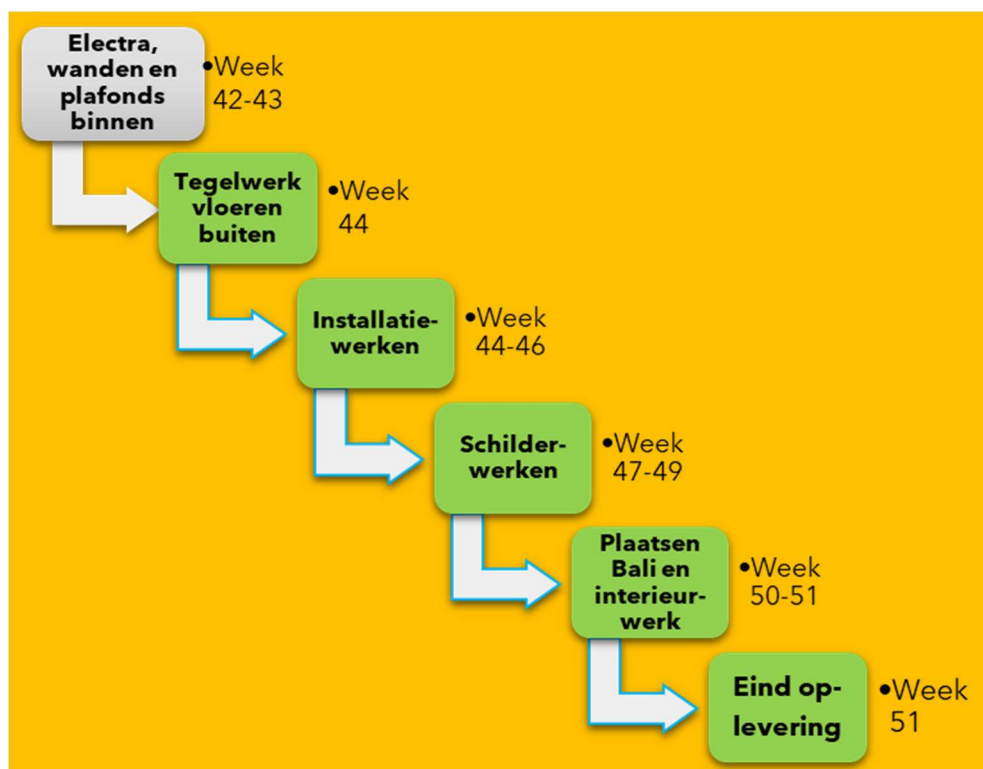 Electra,
wanden en
plafonds
binnen
•Week
42-43
Tegelwerk
vloeren
buiten
•Week
44
Installatie-
werken
•Week
44-46
Schilder-
werken
•Week
47-49
Plaatsen
Bali en
interieur-
werk
•Week
50-51
Eind op-
levering
•Week
51